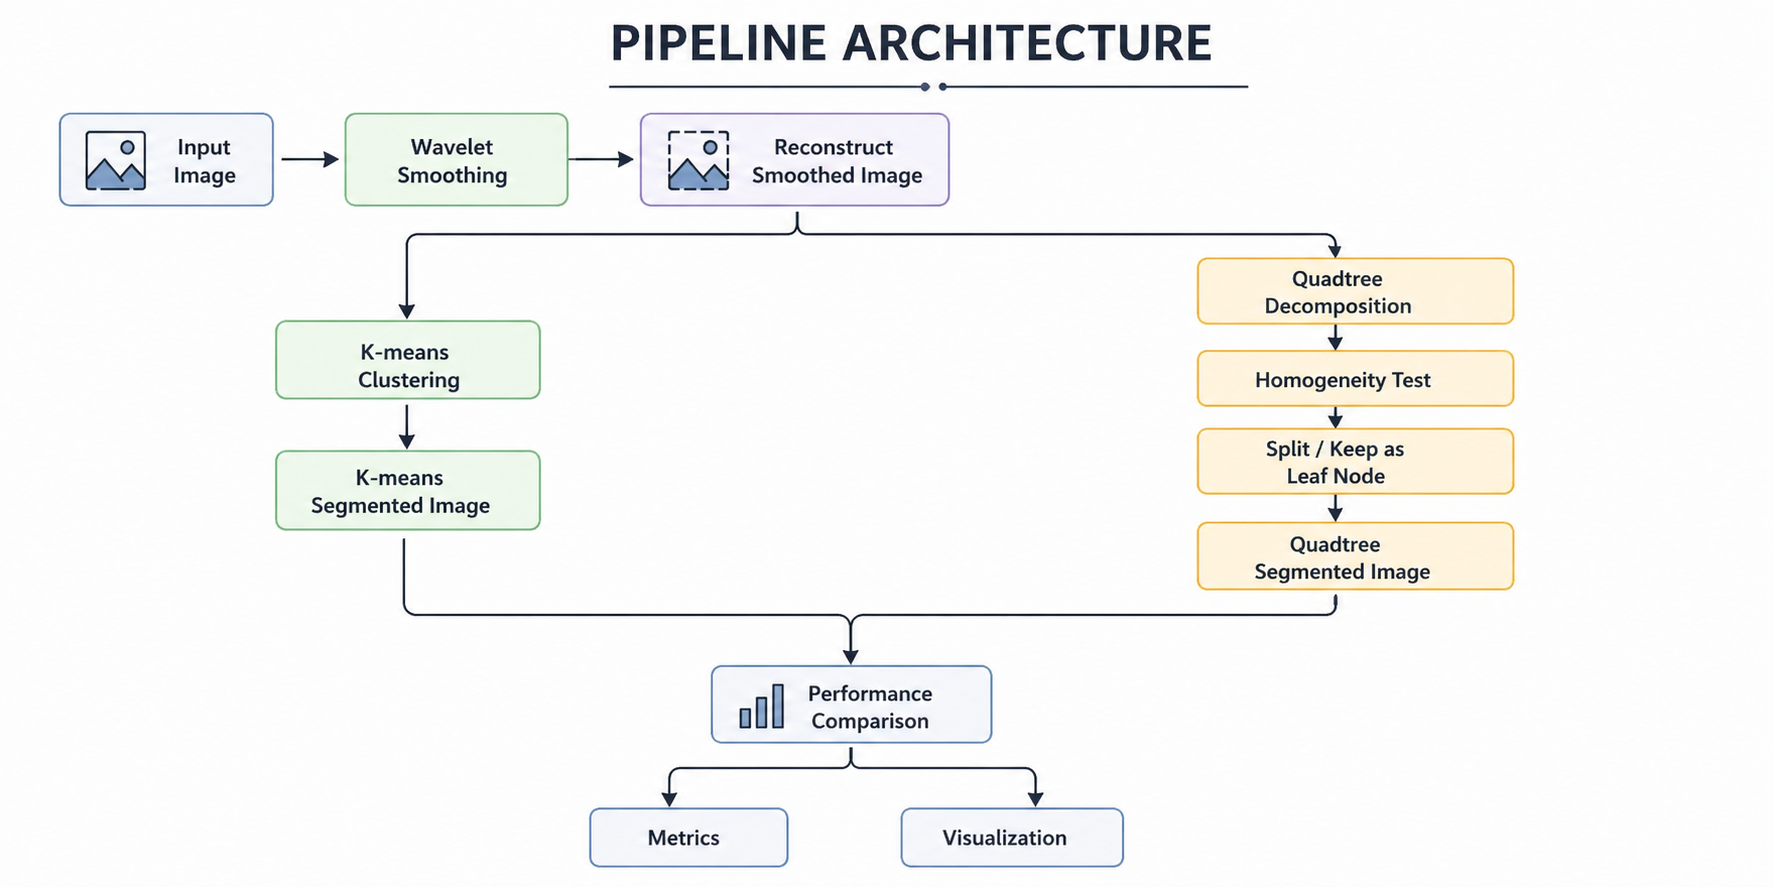 PIPELINE ARCHITECTURE
Input
Image
Wavelet
Smoothing
Reconstruct
Smoothed Image
K-means
Clustering
K-means
Segmented Image
Quadtree
Decomposition
Homogeneity Test
Split / Keep as
Leaf Node
Quadtree
Segmented Image
Performance
Comparison
Metrics
Visualization